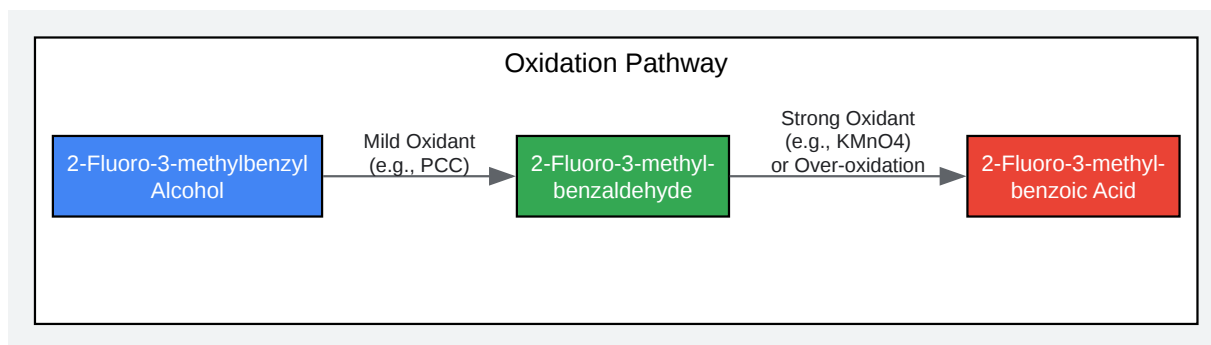 Oxidation Pathway
2-Fluoro-3-methylbenzyl
Alcohol
Mild Oxidant
(e.g., PCC)
2-Fluoro-3-methyl-
benzaldehyde
Strong Oxidant
(e.g., KMnO4)
or Over-oxidation
2-Fluoro-3-methyl-
benzoic Acid